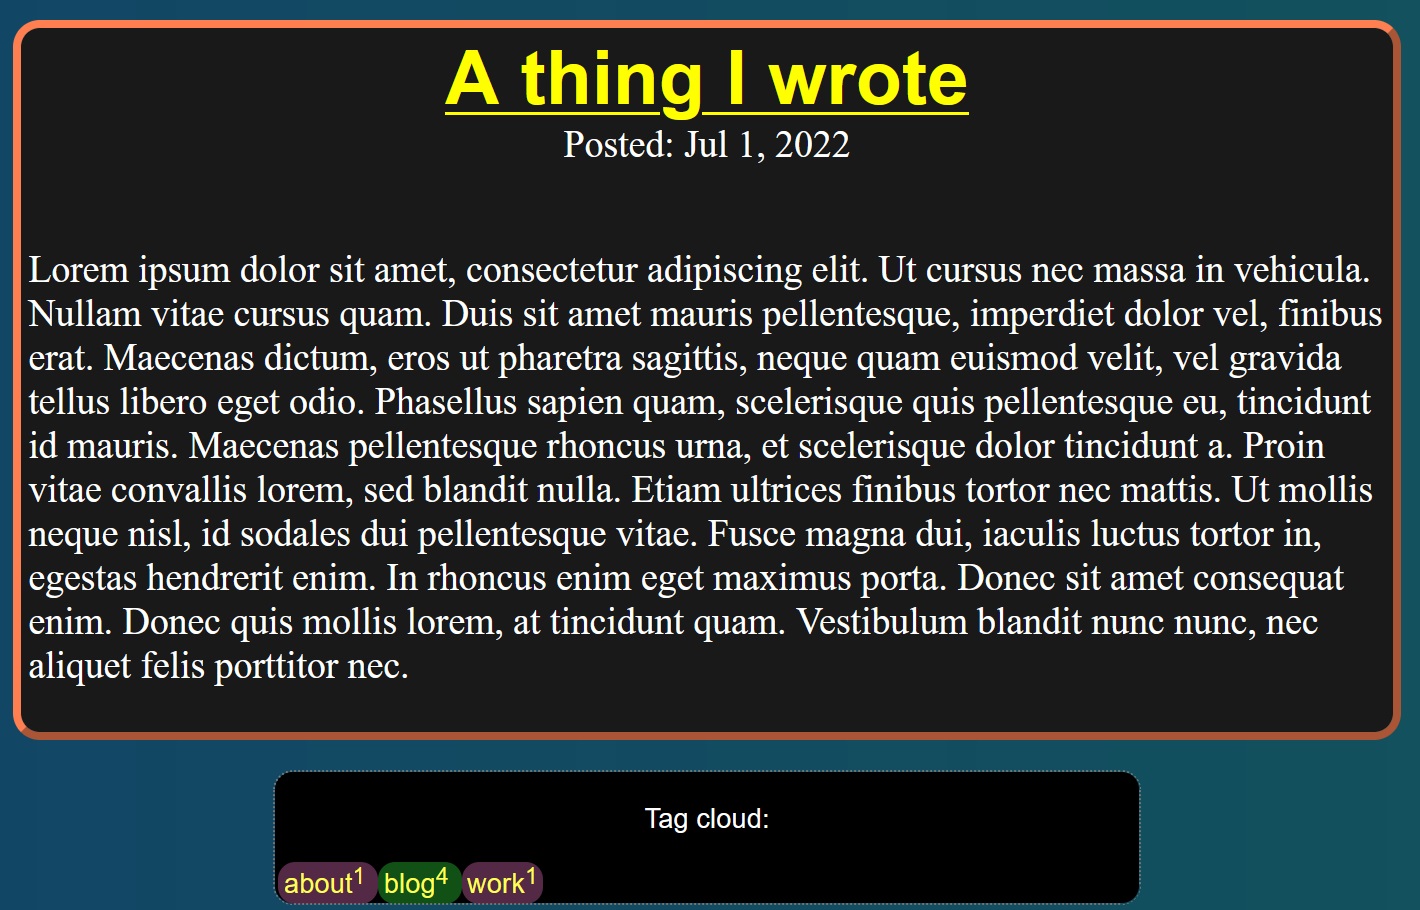 A thing I wrote
Posted: Jul 1, 2022
Lorem ipsum dolor sit amet, consectetur adipiscing elit. Ut cursus nec massa in vehicula.
Nullam vitae cursus quam. Duis sit amet mauris pellentesque, imperdiet dolor vel, finibus
erat. Maecenas dictum, eros ut pharetra sagittis, neque quam euismod velit, vel gravida
tellus libero eget odio. Phasellus sapien quam, scelerisque quis pellentesque eu, tincidunt
id mauris. Maecenas pellentesque rhoncus urna, et scelerisque dolor tincidunt a. Proin
vitae convallis lorem, sed blandit nulla. Etiam ultrices finibus tortor nec mattis. Ut mollis
neque nisl, id sodales dui pellentesque vitae. Fusce magna dui, iaculis luctus tortor in,
egestas hendrerit enim. In rhoncus enim eget maximus porta. Donec sit amet consequat
enim. Donec quis mollis lorem, at tincidunt quam. Vestibulum blandit nunc nunc, nec
aliquet felis porttitor nec.
Tag cloud:
about1 blog4 work1